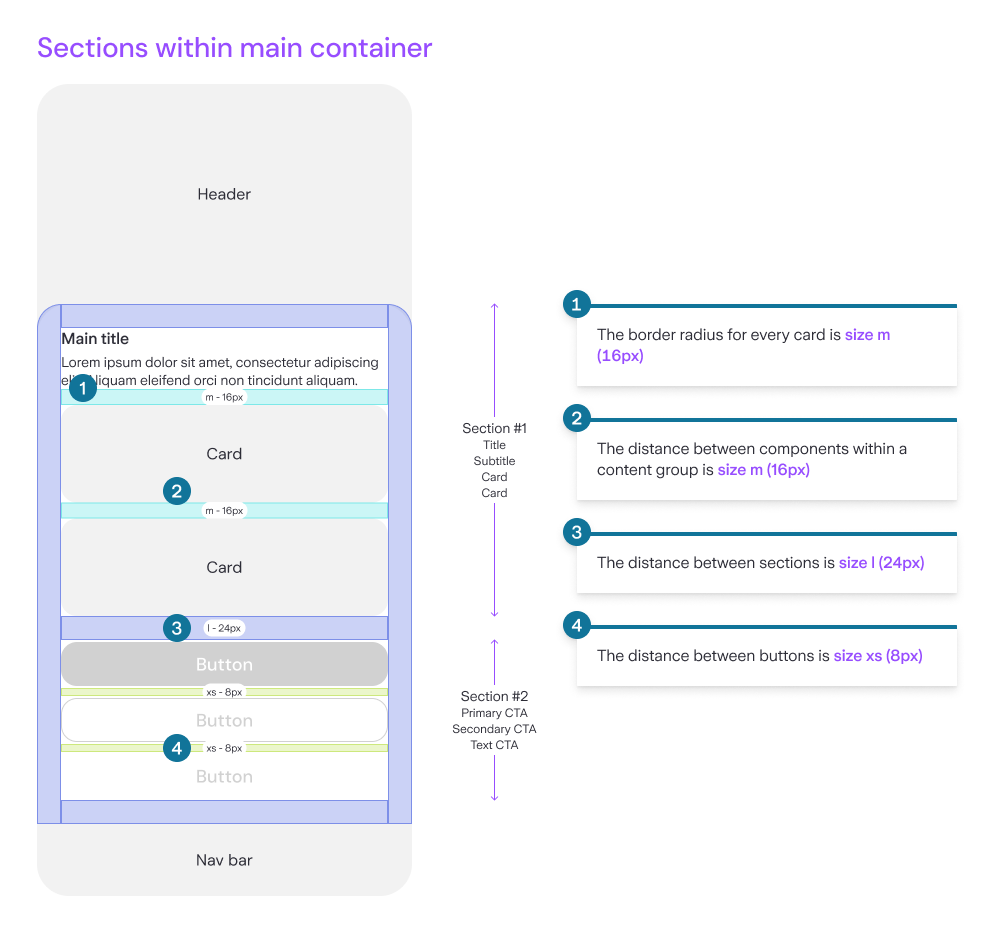 Sections within main container
Header
Main title
Lorem ipsum dolor sit amet, consectetur adipiscing
aliquam eleifend orci non tincidunt aliquam.
1
m - 16px
Card
2
m - 16px
Card
3
l - 24px
Button
xs - 8px
Button
4
xs - 8px
Button
Nav bar
Section #1
Title
Subtitle
Card
Card
Section #2
Primary CTA
Secondary CTA
Text CTA
1
The border radius for every card is size m
(16px)
2
The distance between components within a
content group is size m (16px)
3
The distance between sections is size l (24px)
4
The distance between buttons is size xs (8px)